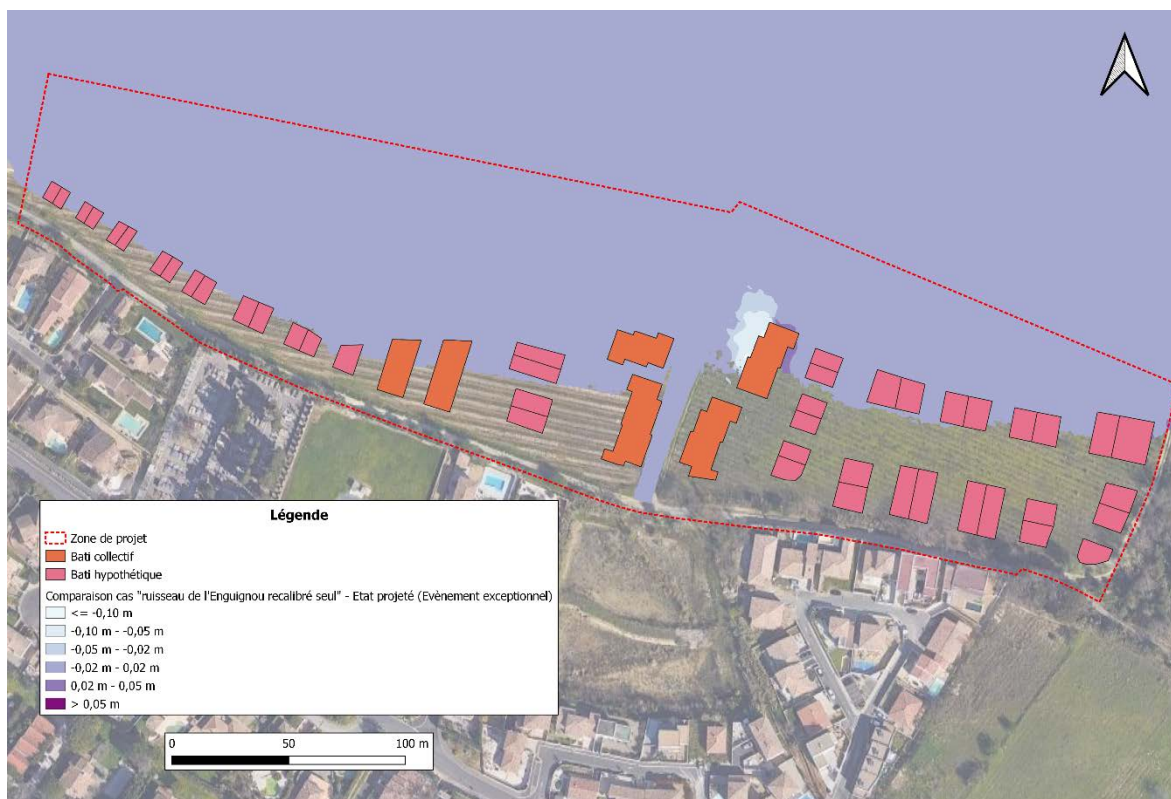 Légende
Zone de projet
Bati collectif
Bati hypothétique
Comparaison cas "ruisseau de l'Enguignou recalibré seul" - Etat projeté (Evènement exceptionnel)
<= -0,10 m
-0,10 m - -0,05 m
-0,05 m - -0,02 m
-0,02 m - 0,02 m
0,02 m - 0,05 m
> 0,05 m
0 50 100 m